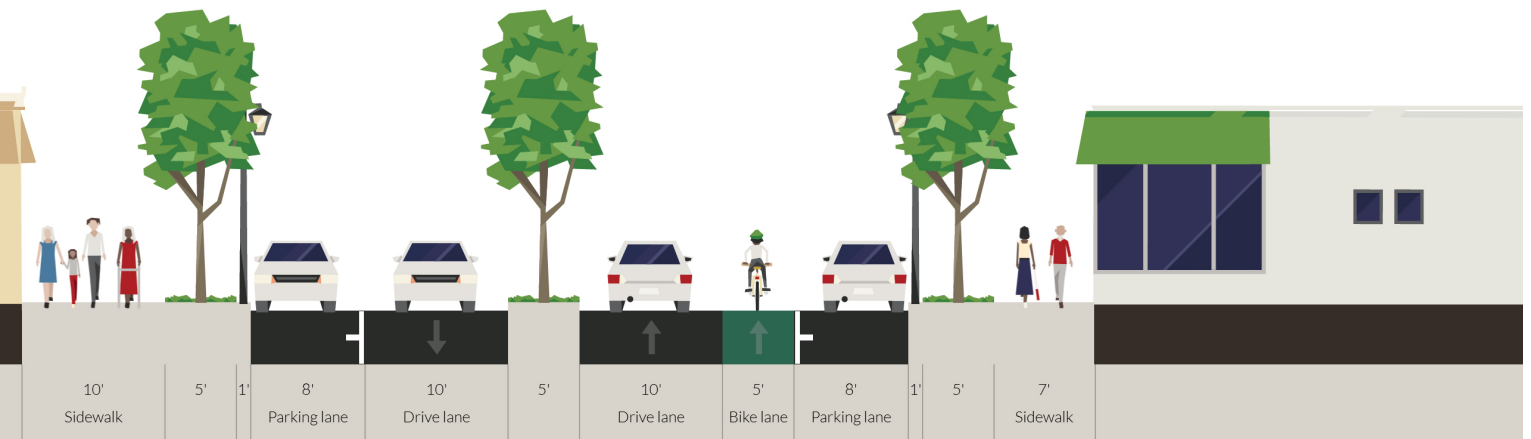 10' 5' 1' 8' 10' 5' 10' 5' 8' 1' 5' 7'
Sidewalk Parking lane Drive lane Drive lane Bike lane Parking lane Sidewalk